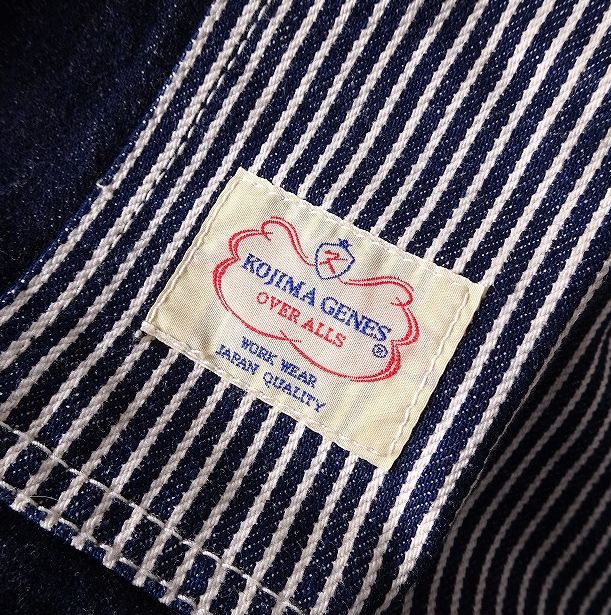 K
KOJIMA GENES
OVER ALLS
®
WORK WEAR
JAPAN QUALITY